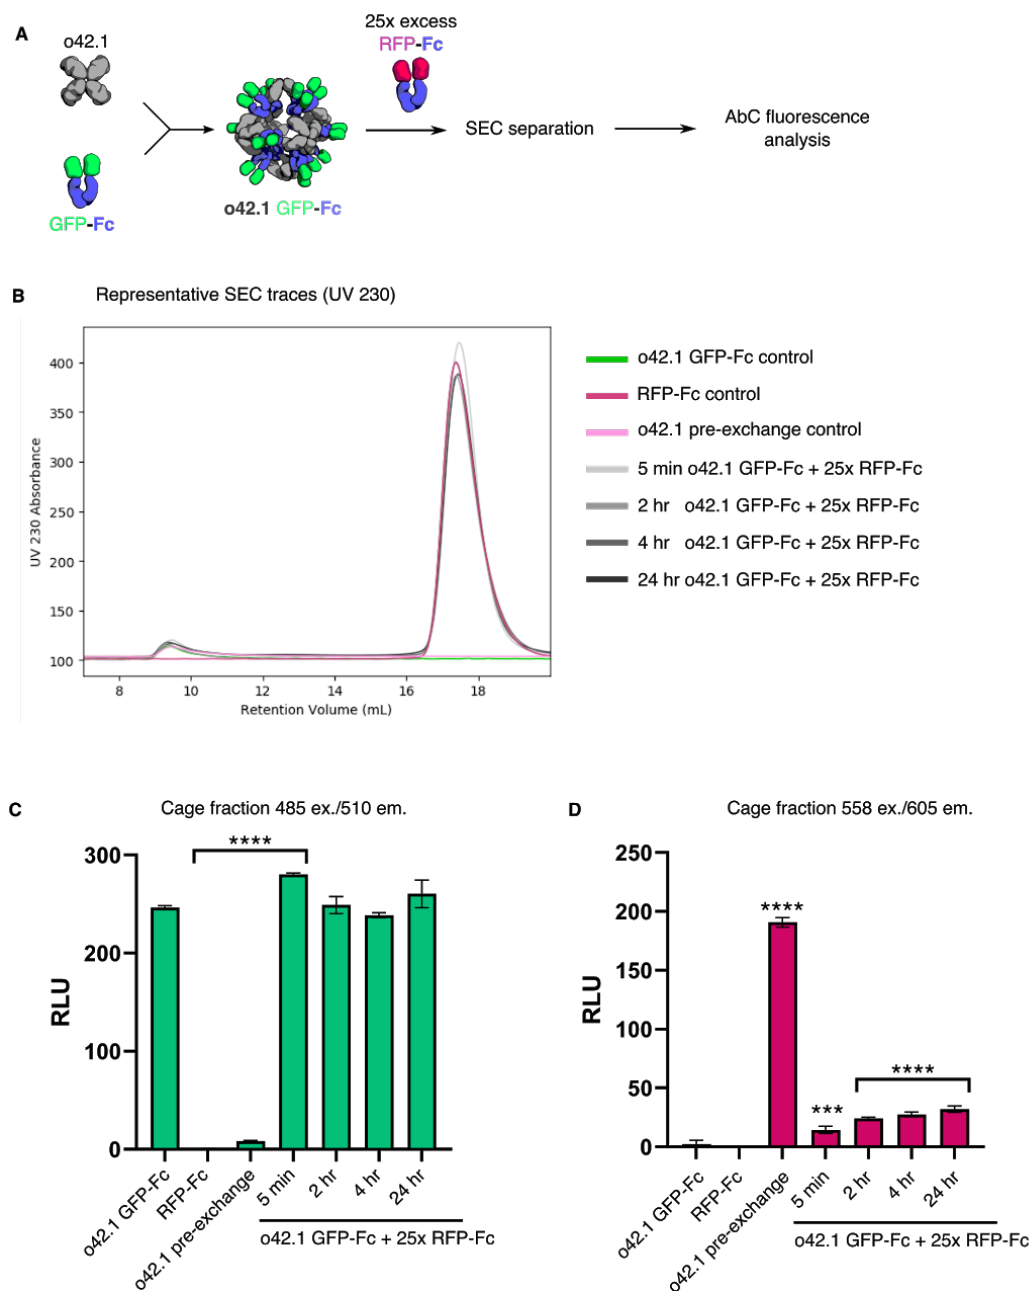 A
o42.1
GFP-Fc
o42.1 GFP-Fc
25x excess
RFP-Fc
SEC separation
AbC fluorescence
analysis
B
Representative SEC traces (UV 230)
UV 230 Absorbance
400
350
300
250
200
150
100
8 10 12 14 16 18
Retention Volume (mL)
o42.1 GFP-Fc control
RFP-Fc control
o42.1 pre-exchange control
5 min o42.1 GFP-Fc + 25x RFP-Fc
2 hr o42.1 GFP-Fc + 25x RFP-Fc
4 hr o42.1 GFP-Fc + 25x RFP-Fc
24 hr o42.1 GFP-Fc + 25x RFP-Fc
C
Cage fraction 485 ex./510 em.
****
RLU
300
200
100
0
o42.1 GFP-Fc
RFP-Fc
o42.1 pre-exchange
5 min
2 hr
4 hr
24 hr
o42.1 GFP-Fc + 25x RFP-Fc
D
Cage fraction 558 ex./605 em.
RLU
250
200
150
100
50
0
****
***
****
o42.1 GFP-Fc
RFP-Fc
o42.1 pre-exchange
5 min
2 hr
4 hr
24 hr
o42.1 GFP-Fc + 25x RFP-Fc